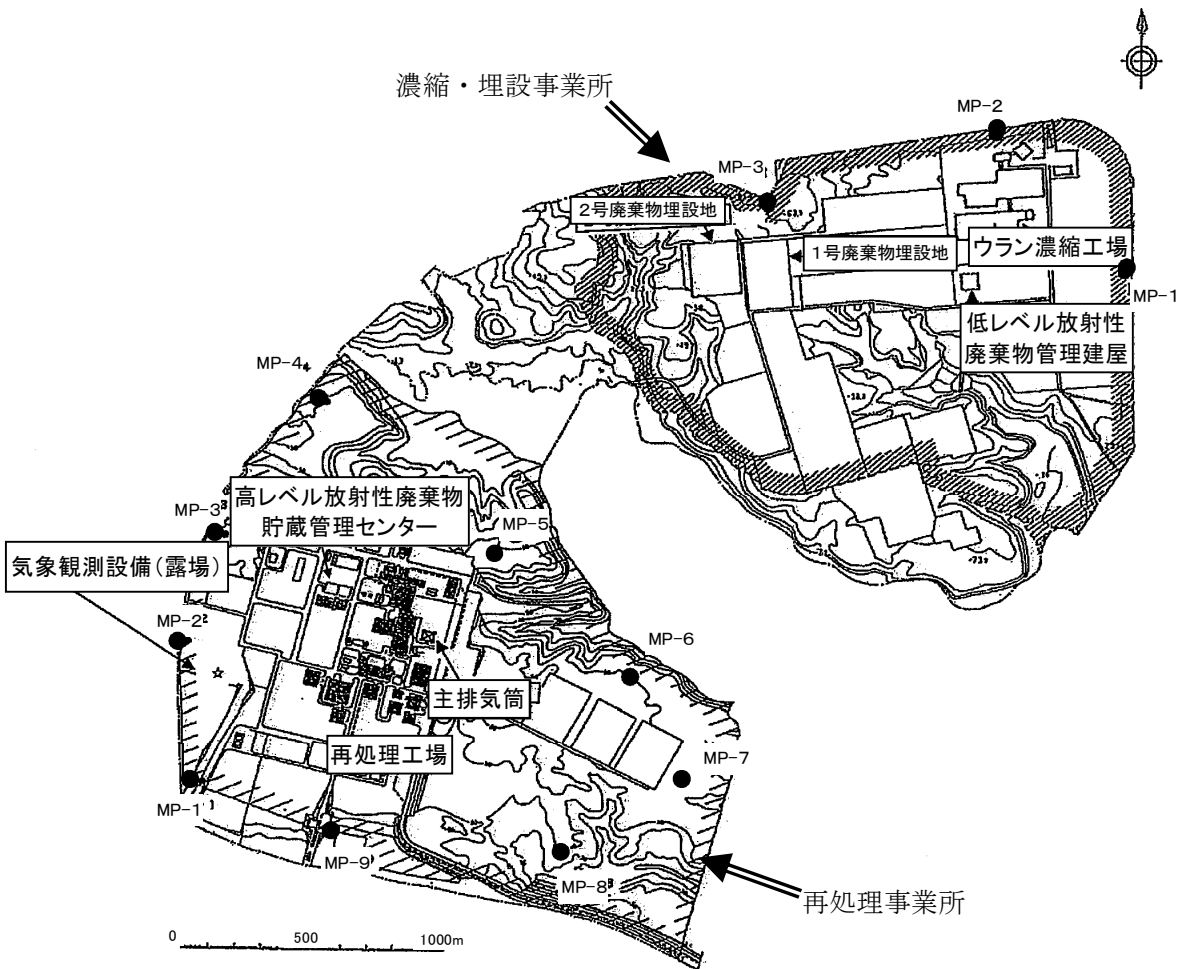 濃縮・埋設事業所
MP-2
MP-3
2号廃棄物埋設地
1号廃棄物埋設地
ウラン濃縮工場
MP-1
低レベル放射性
廃棄物管理建屋
MP-4
高レベル放射性廃棄物
貯蔵管理センター
MP-3
MP-5
気象観測設備(露場)
MP-2
MP-6
主排気筒
再処理工場
MP-7
MP-1
MP-9
MP-8
再処理事業所
0 500 1000m